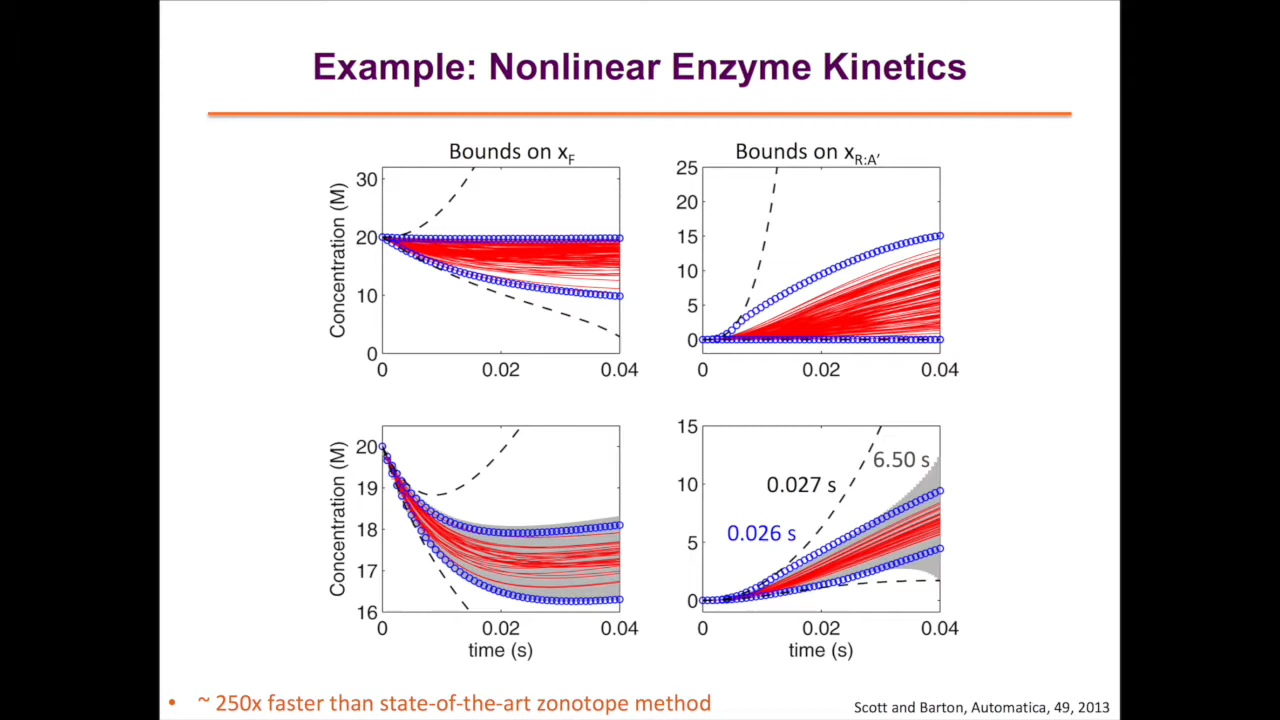 Example: Nonlinear Enzyme Kinetics
Bounds on xF
Bounds on xR:A′
Concentration (M)
30
20
10
0
0
0.02
0.04
25
20
15
10
5
0
0
0.02
0.04
Concentration (M)
20
19
18
17
16
0
0.02
0.04
time (s)
15
10
5
0
6.50 s
0.027 s
0.026 s
0
0.02
0.04
time (s)
• ~ 250x faster than state-of-the-art zonotope method
Scott and Barton, Automatica, 49, 2013